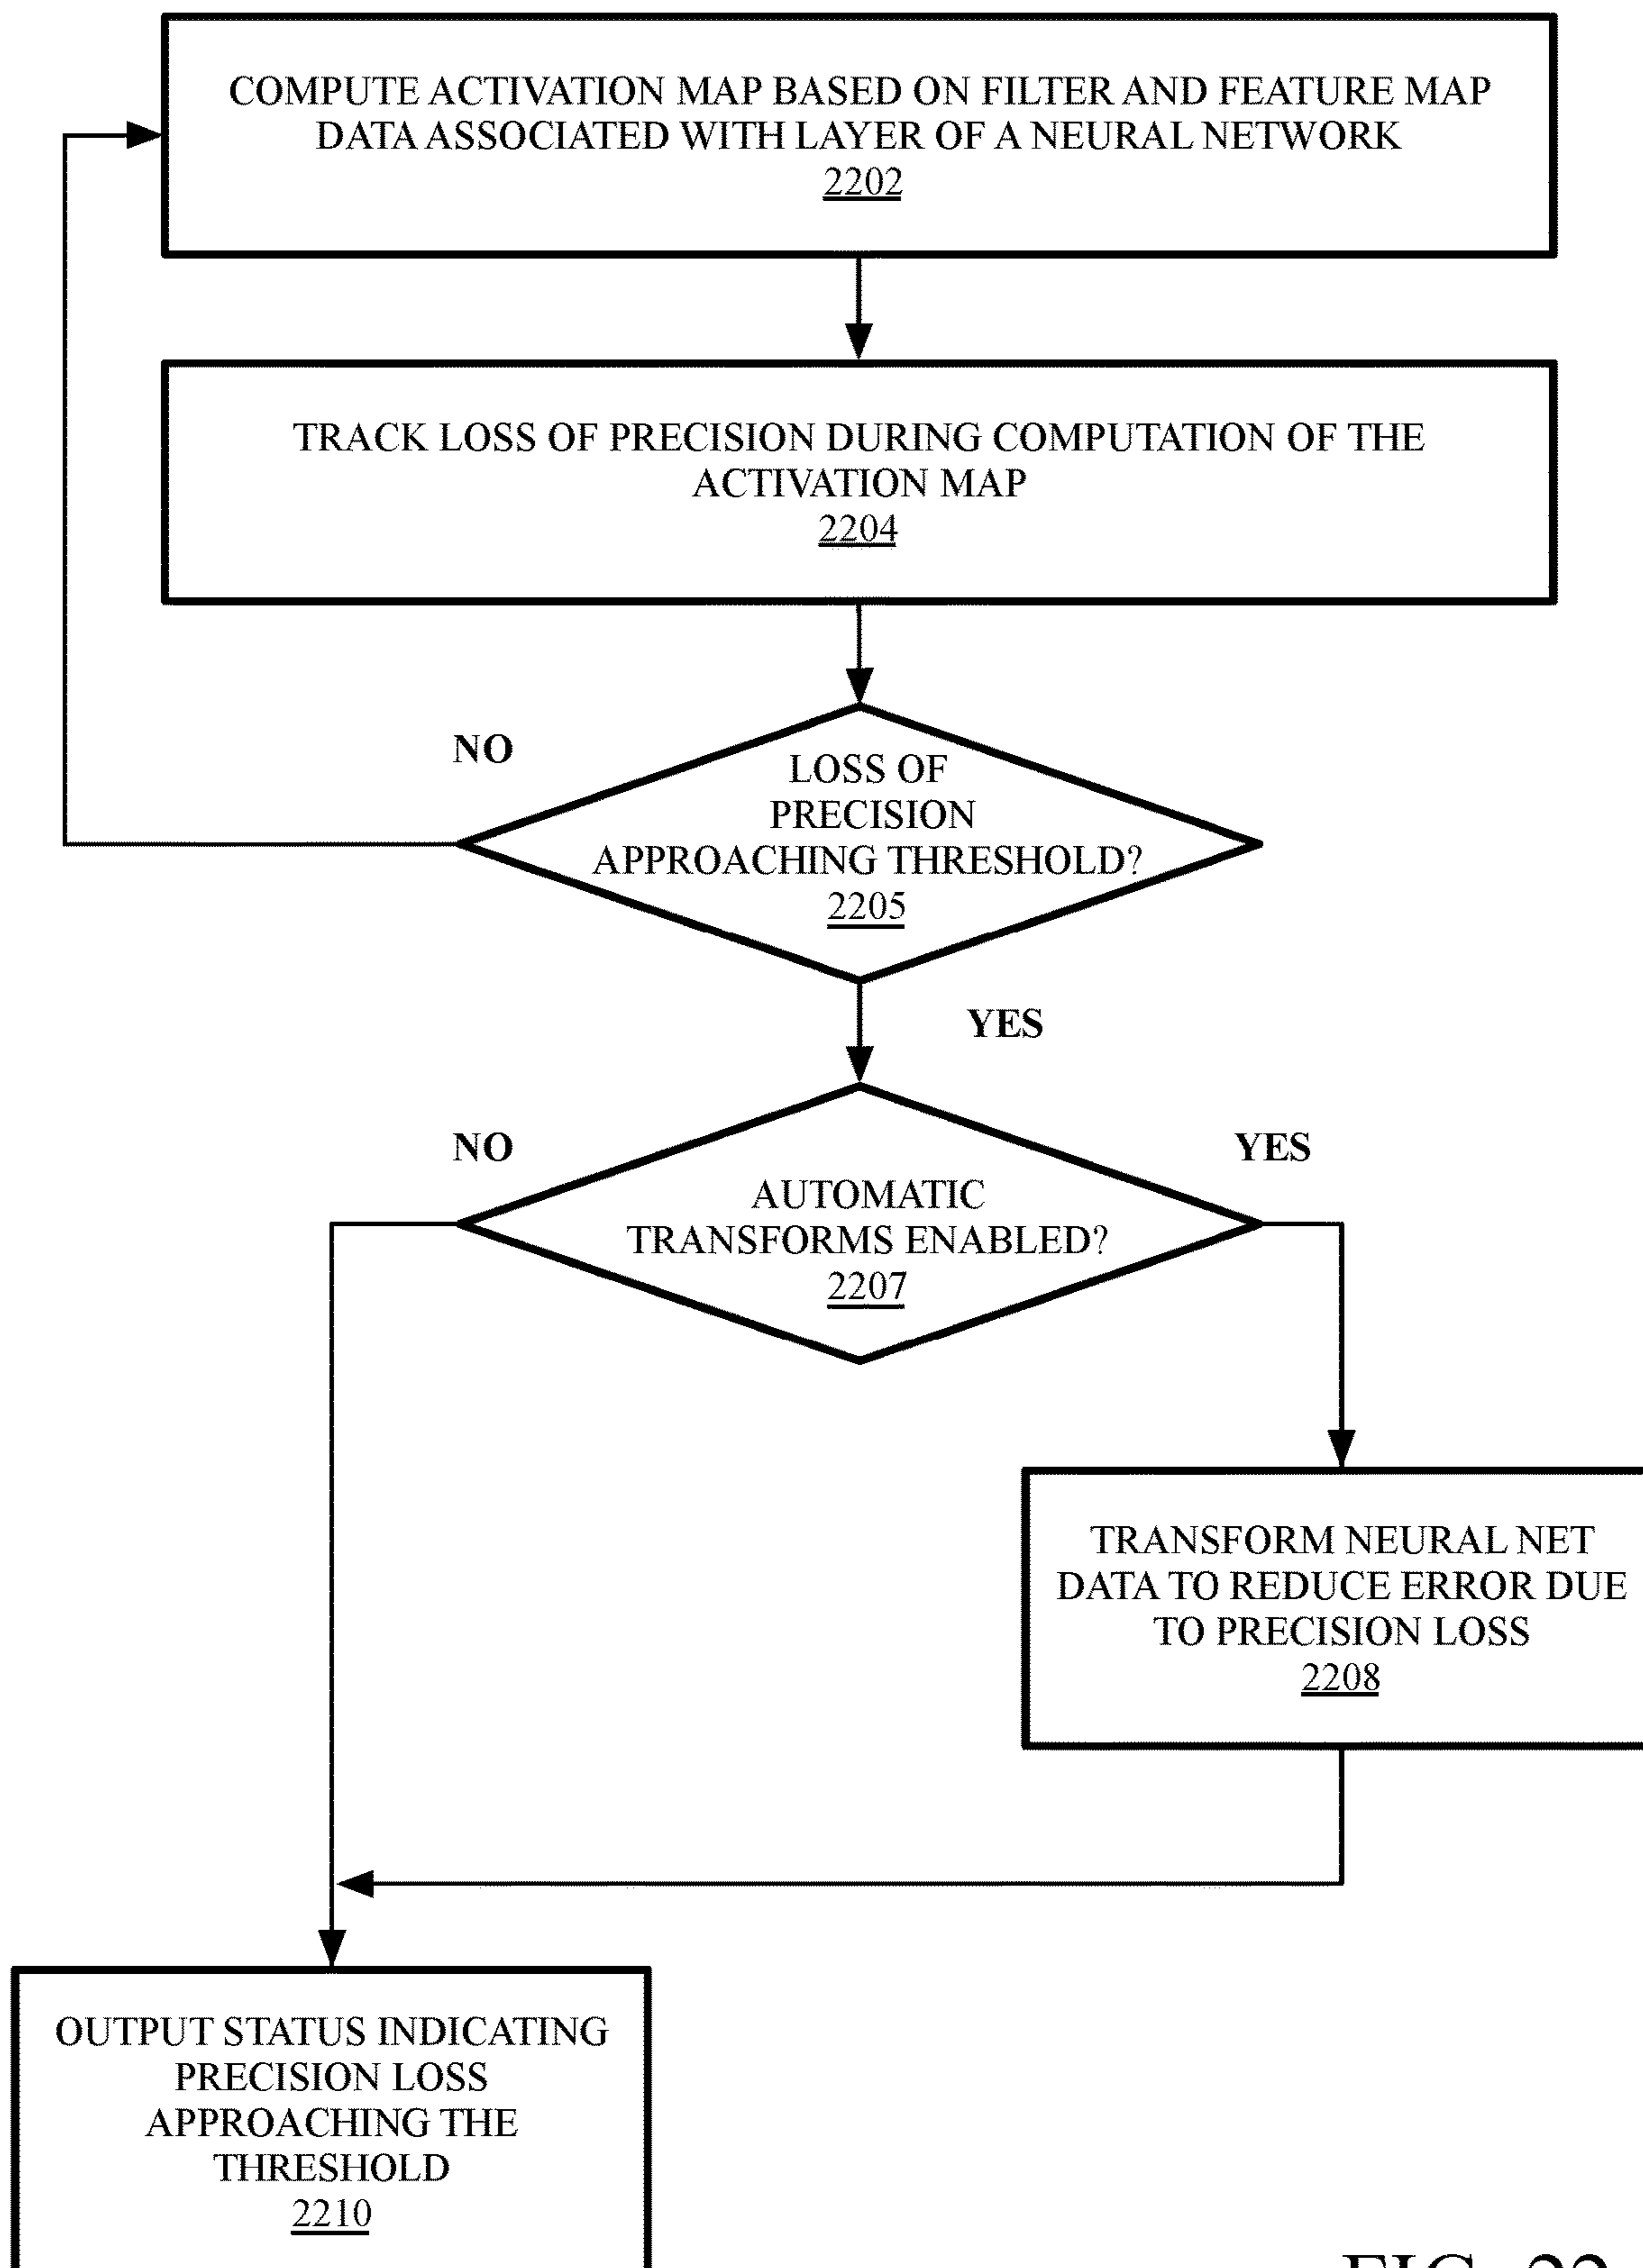 COMPUTE ACTIVATION MAP BASED ON FILTER AND FEATURE MAP
DATA ASSOCIATED WITH LAYER OF A NEURAL NETWORK
2202
TRACK LOSS OF PRECISION DURING COMPUTATION OF THE
ACTIVATION MAP
2204
NO
LOSS OF
PRECISION
APPROACHING THRESHOLD?
2205
YES
NO
YES
AUTOMATIC
TRANSFORMS ENABLED?
2207
TRANSFORM NEURAL NET
DATA TO REDUCE ERROR DUE
TO PRECISION LOSS
2208
OUTPUT STATUS INDICATING
PRECISION LOSS
APPROACHING THE
THRESHOLD
2210